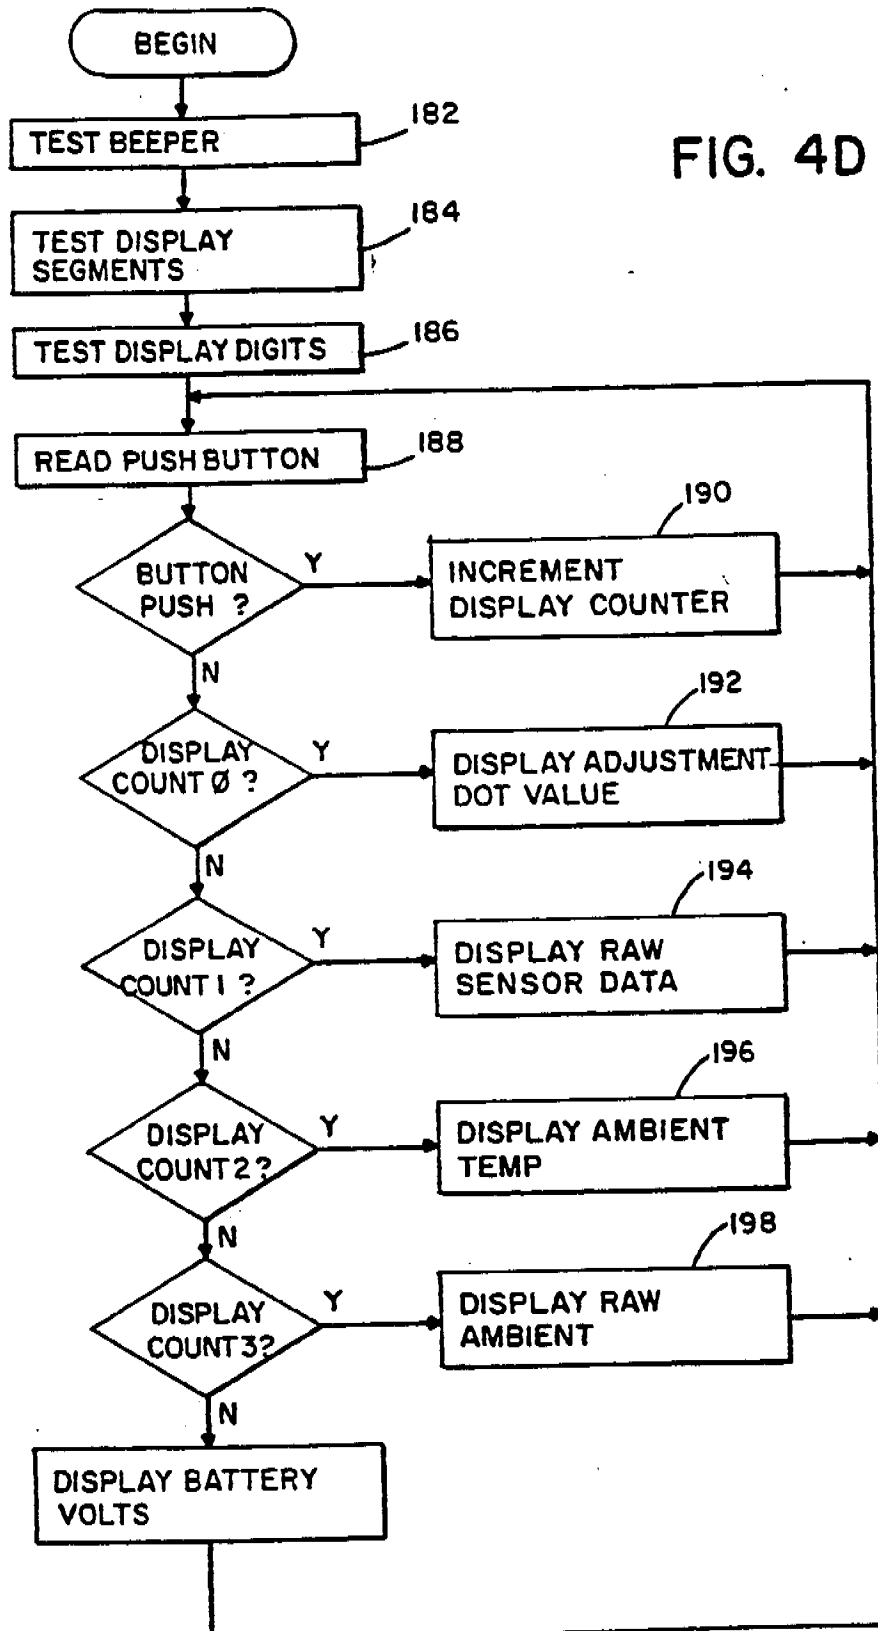 BEGIN
182
TEST BEEPER
FIG. 4D
184
TEST DISPLAY
SEGMENTS
186
TEST DISPLAY DIGITS
188
READ PUSH BUTTON
190
BUTTON
PUSH ?
Y
INCREMENT
DISPLAY COUNTER
N
192
DISPLAY
COUNT Ø ?
Y
DISPLAY ADJUSTMENT
DOT VALUE
N
194
DISPLAY
COUNT 1 ?
Y
DISPLAY RAW
SENSOR DATA
N
196
DISPLAY
COUNT 2 ?
Y
DISPLAY AMBIENT
TEMP
N
198
DISPLAY
COUNT 3?
Y
DISPLAY RAW
AMBIENT
N
DISPLAY BATTERY
VOLTS